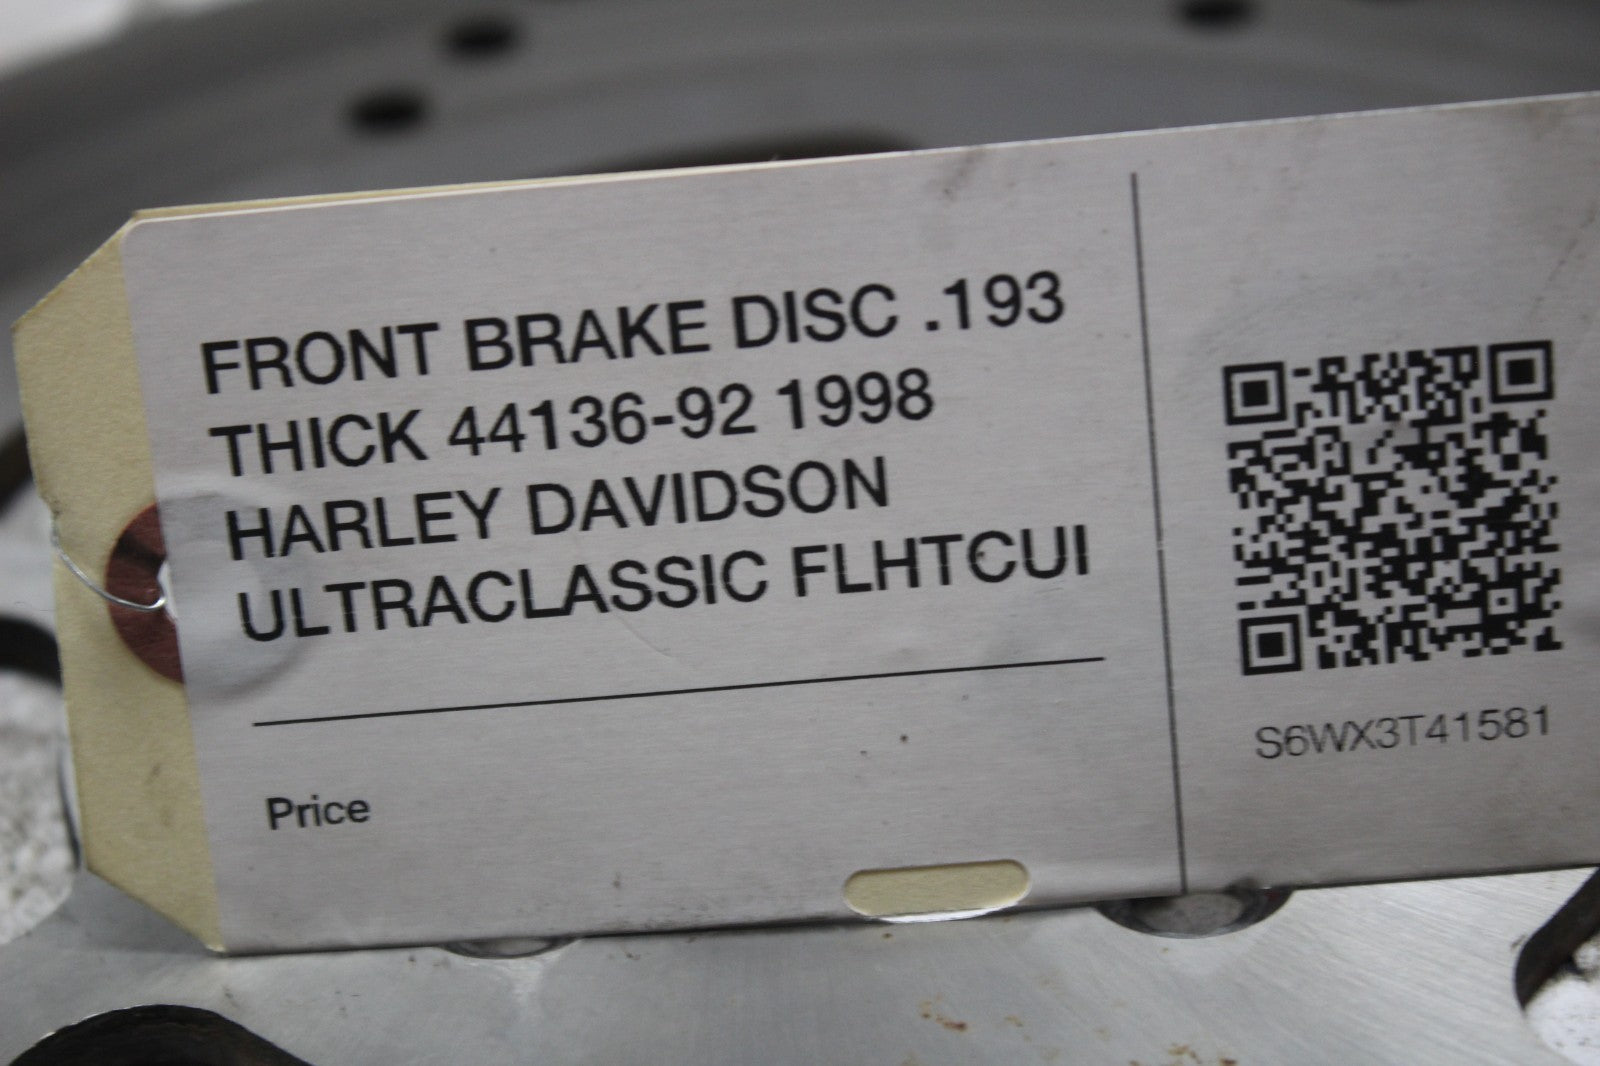 FRONT BRAKE DISC .193
THICK 44136-92 1998
HARLEY DAVIDSON
ULTRACLASSIC FLHTCUI
Price
S6WX3T41581